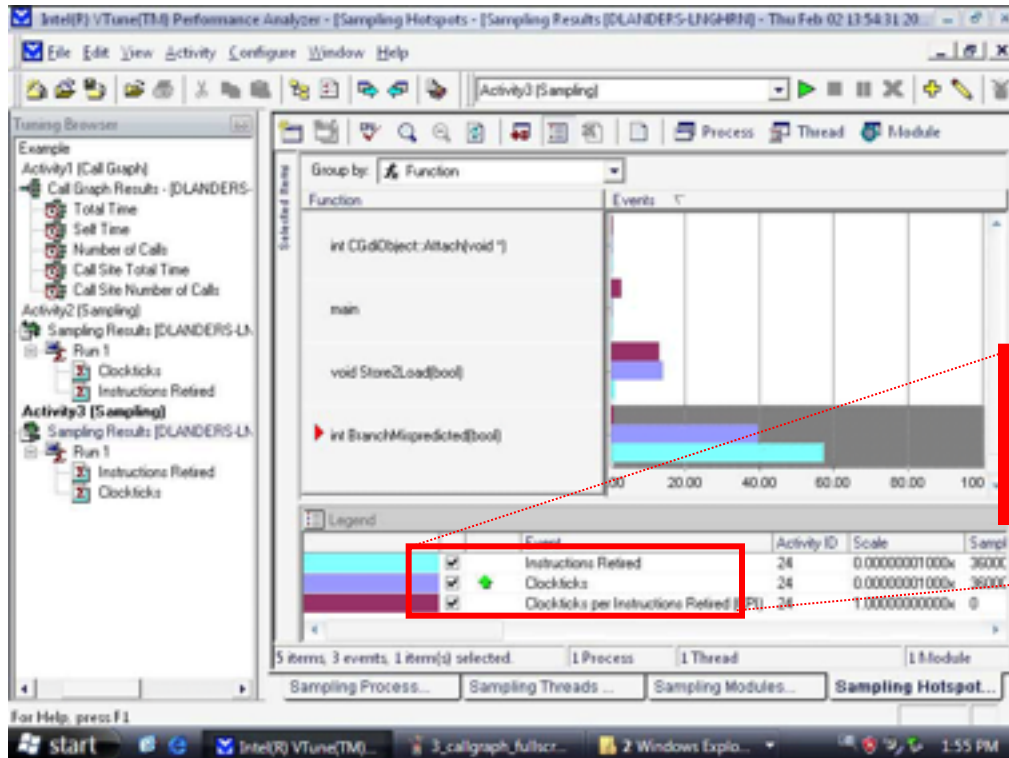 Intel(R) VTune(TM) Performance Analyzer - [Sampling Hotspots - [Sampling Results [DLANDERS-LNGHRN] - Thu Feb 02 13:54:31 20...
File Edit View Activity Configure Window Help
Activity3 (Sampling)
Tuning Browser
Process Thread Module
Example
Activity1 (Call Graph)
Call Graph Results - [DLANDERS-
Total Time
Self Time
Number of Calls
Call Site Total Time
Call Site Number of Calls
Activity2 (Sampling)
Sampling Results [DLANDERS-LN
Run 1
Clockticks
Instructions Retired
Activity3 (Sampling)
Sampling Results [DLANDERS-LN
Run 1
Instructions Retired
Clockticks
Selected Items
Group by: Function
Function Events
int CGdiObject::Attach(void *)
main
void Store2Load(bool)
int BranchMispredicted(bool)
20.00 40.00 60.00 80.00 100
Legend
Event Activity ID Scale Sampl
Instructions Retired 24 0.00000001000x 3600C
Clockticks 24 0.00000001000x 3600C
Clockticks per Instructions Retired (CPI) 24 1.00000000000x 0
5 items, 3 events, 1 item(s) selected. 1 Process 1 Thread 1 Module
Sampling Process... Sampling Threads ... Sampling Modules... Sampling Hotspot...
For Help, press F1
start Intel(R) VTune(TM)... 3_callgraph_fullscr... 2 Windows Explo... 1:55 PM